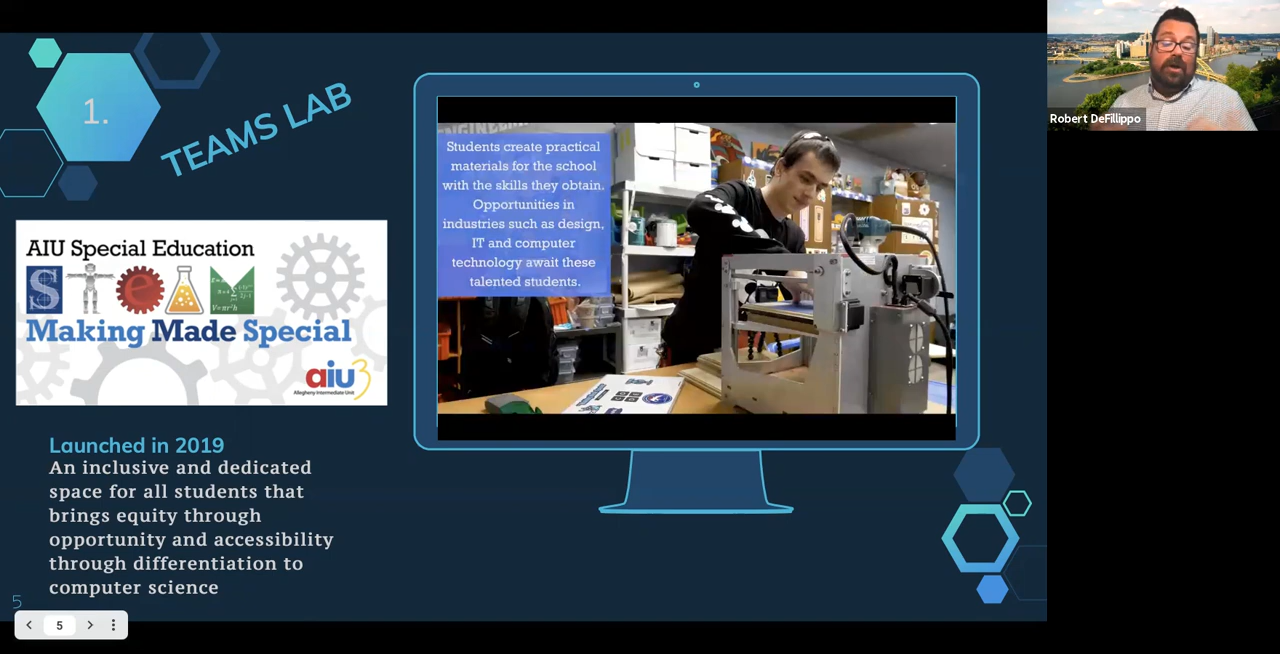 1.
TEAMS LAB
AIU Special Education
STeAM
Making Made Special
aiu3
Allegheny Intermediate Unit
Launched in 2019
An inclusive and dedicated
space for all students that
brings equity through
opportunity and accessibility
through differentiation to
computer science
5
5
ENGINEERI
Students create practical
materials for the school
with the skills they obtain.
Opportunities in
industries such as design,
IT and computer
technology await these
talented students.
Robert DeFillippo